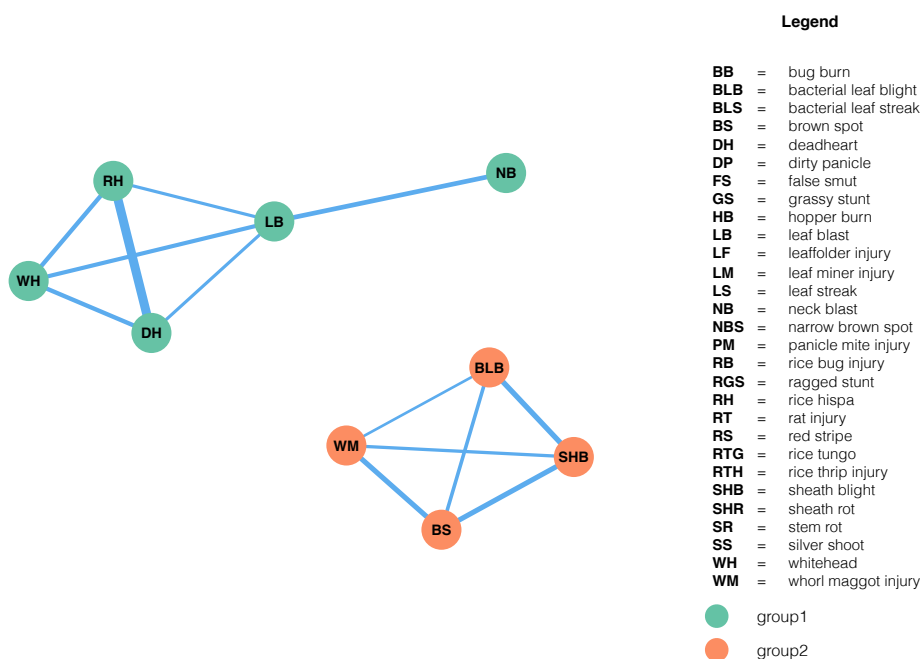 Legend
BB = bug burn
BLB = bacterial leaf blight
BLS = bacterial leaf streak
BS = brown spot
DH = deadheart
DP = dirty panicle
FS = false smut
GS = grassy stunt
HB = hopper burn
LB = leaf blast
LF = leaffolder injury
LM = leaf miner injury
LS = leaf streak
NB = neck blast
NBS = narrow brown spot
PM = panicle mite injury
RB = rice bug injury
RGS = ragged stunt
RH = rice hispa
RT = rat injury
RS = red stripe
RTG = rice tungo
RTH = rice thrip injury
SHB = sheath blight
SHR = sheath rot
SR = stem rot
SS = silver shoot
WH = whitehead
WM = whorl maggot injury
group1
group2
NB
RH
LB
WH
DH
BLB
WM
SHB
BS